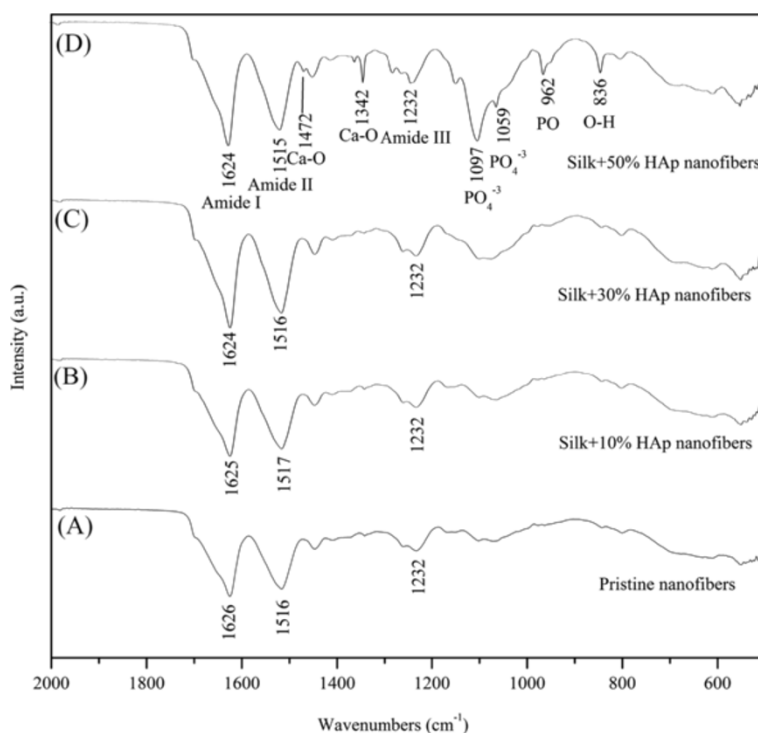 (D)
1624
Amide I
1515
Amide II
1472
Ca-O
1342
Ca-O
1232
Amide III
1097
PO₄⁻³
1059
PO₄⁻³
962
PO
836
O-H
Silk+50% HAp nanofibers
(C)
1624
1516
1232
Silk+30% HAp nanofibers
(B)
1625
1517
1232
Silk+10% HAp nanofibers
(A)
1626
1516
1232
Pristine nanofibers
Intensity (a.u.)
2000 1600 1400 1200 1000 800 600
Wavenumbers (cm⁻¹)